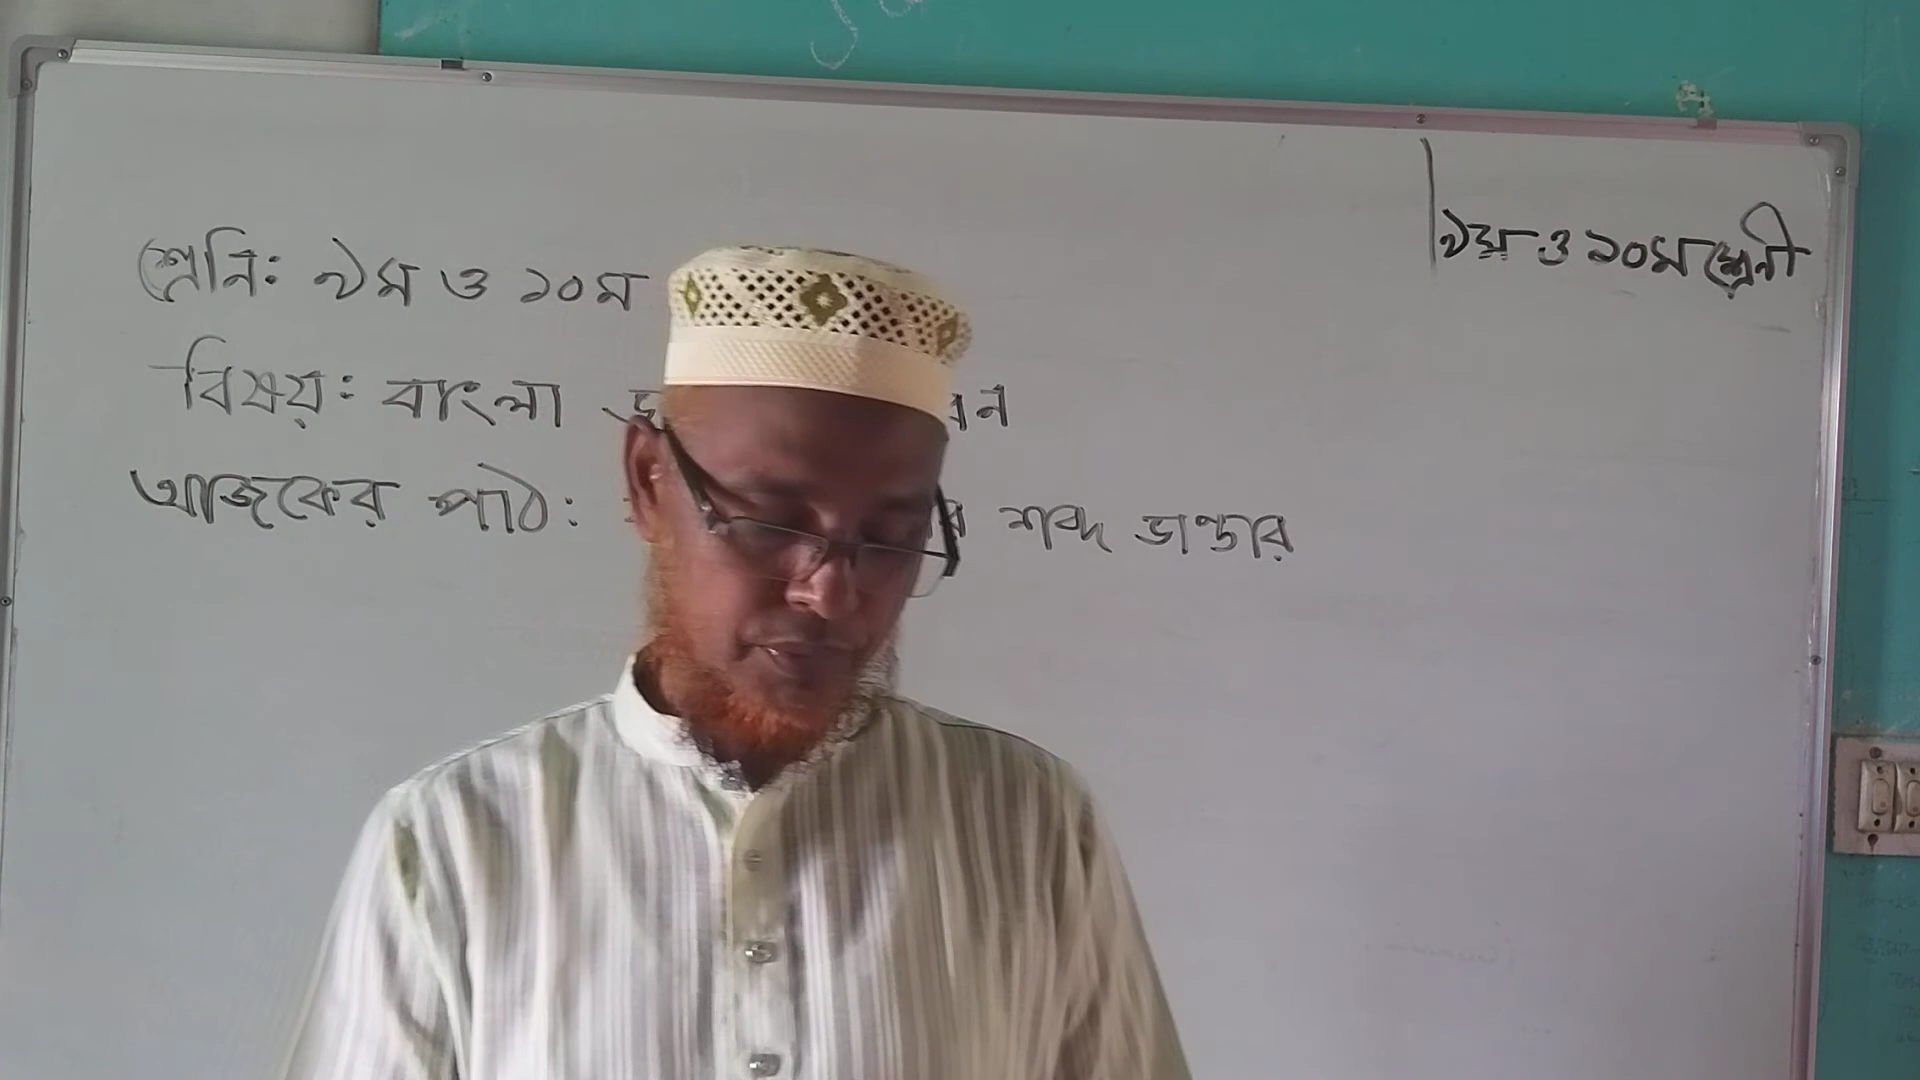 শ্রেনি: ৯ম ও ১০ম
৯ম ও ১০ম শ্রেনী
বিষয়: বাংলা
আজকের পাঠ: শব্দ ভাণ্ডার